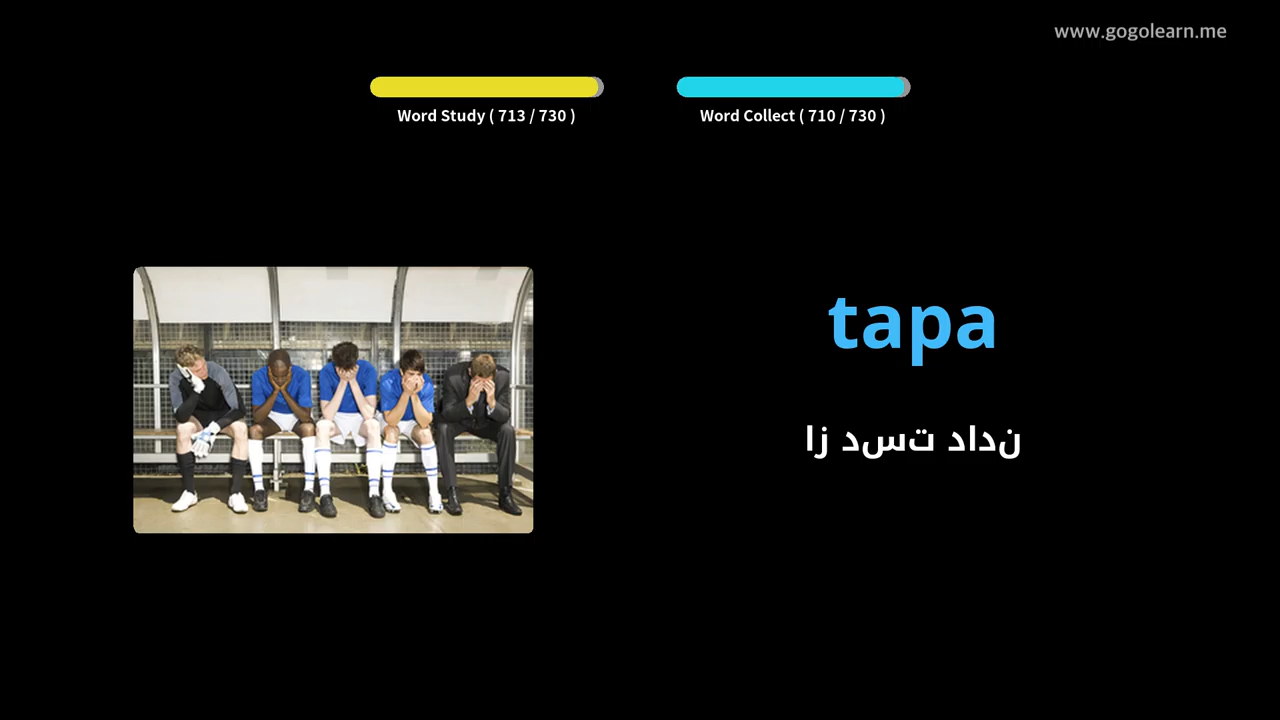 www.gogolearn.me
Word Study ( 713 / 730 )
Word Collect ( 710 / 730 )
tapa
از دست دادن